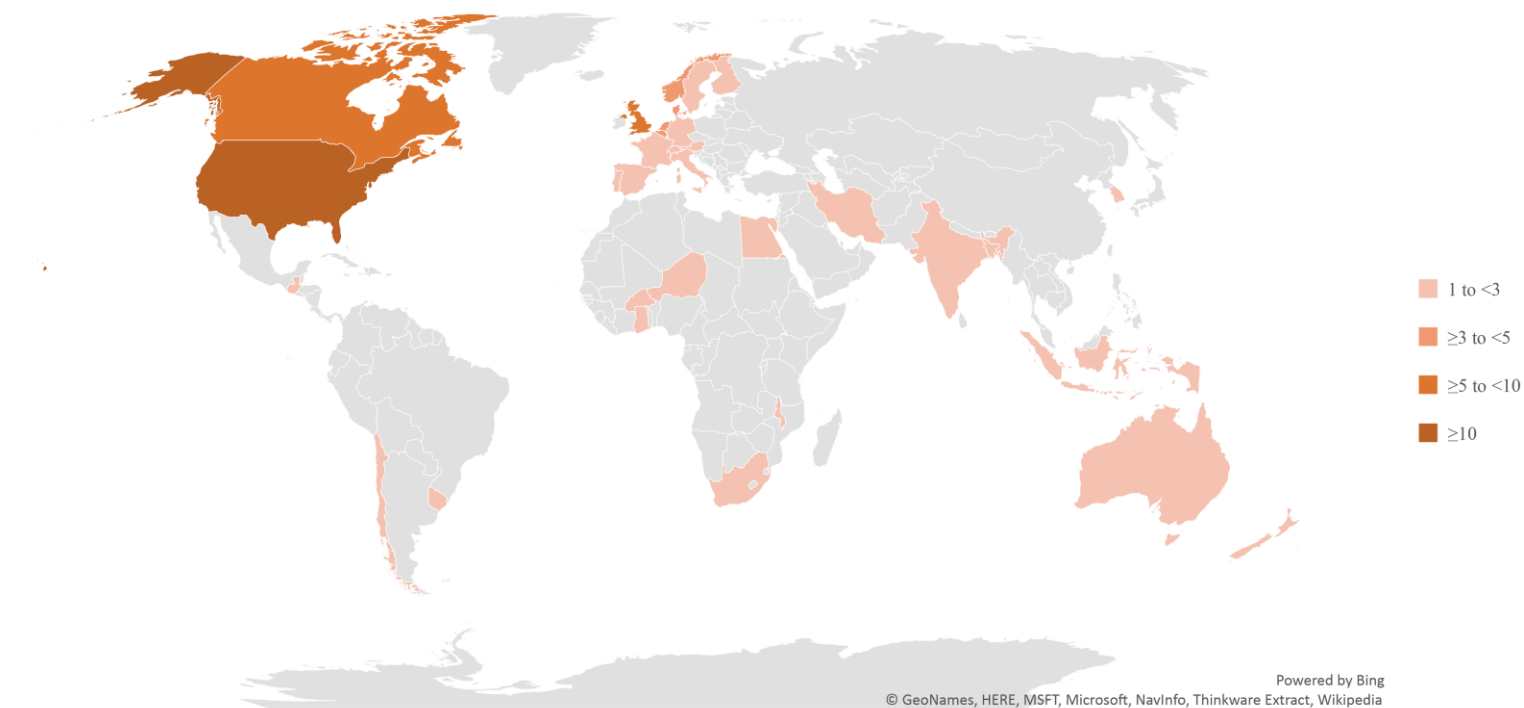 1 to <3
≥3 to <5
≥5 to <10
≥10
Powered by Bing
© GeoNames, HERE, MSFT, Microsoft, NavInfo, Thinkware Extract, Wikipedia